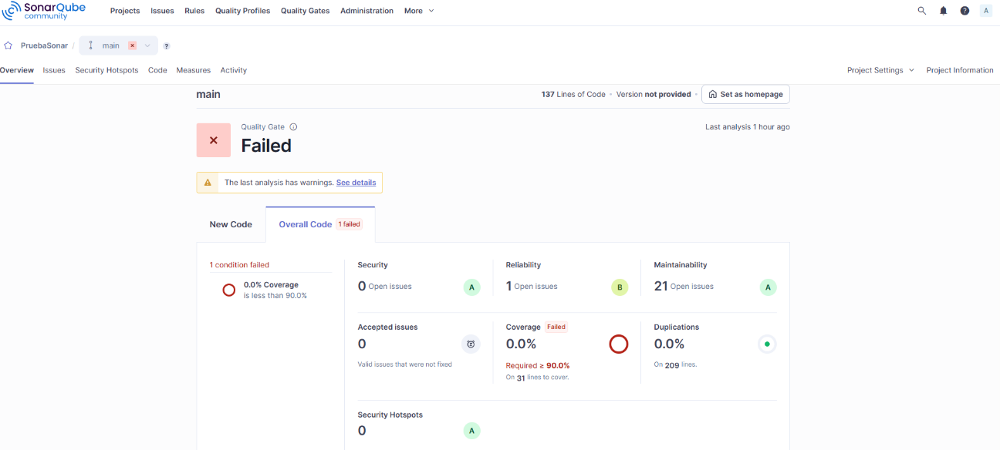 SonarQube
community
Projects Issues Rules Quality Profiles Quality Gates Administration More
? A
PruebaSonar / main ?
Overview Issues Security Hotspots Code Measures Activity Project Settings Project Information
main 137 Lines of Code • Version not provided • Set as homepage
Quality Gate
Failed
Last analysis 1 hour ago
The last analysis has warnings. See details
New Code Overall Code 1 failed
1 condition failed
0.0% Coverage
is less than 90.0%
Security
0 Open issues A
Reliability
1 Open issues B
Maintainability
21 Open issues A
Accepted issues
0
Valid issues that were not fixed
Coverage Failed
0.0%
Required ≥ 90.0%
On 31 lines to cover.
Duplications
0.0%
On 209 lines.
Security Hotspots
0 A